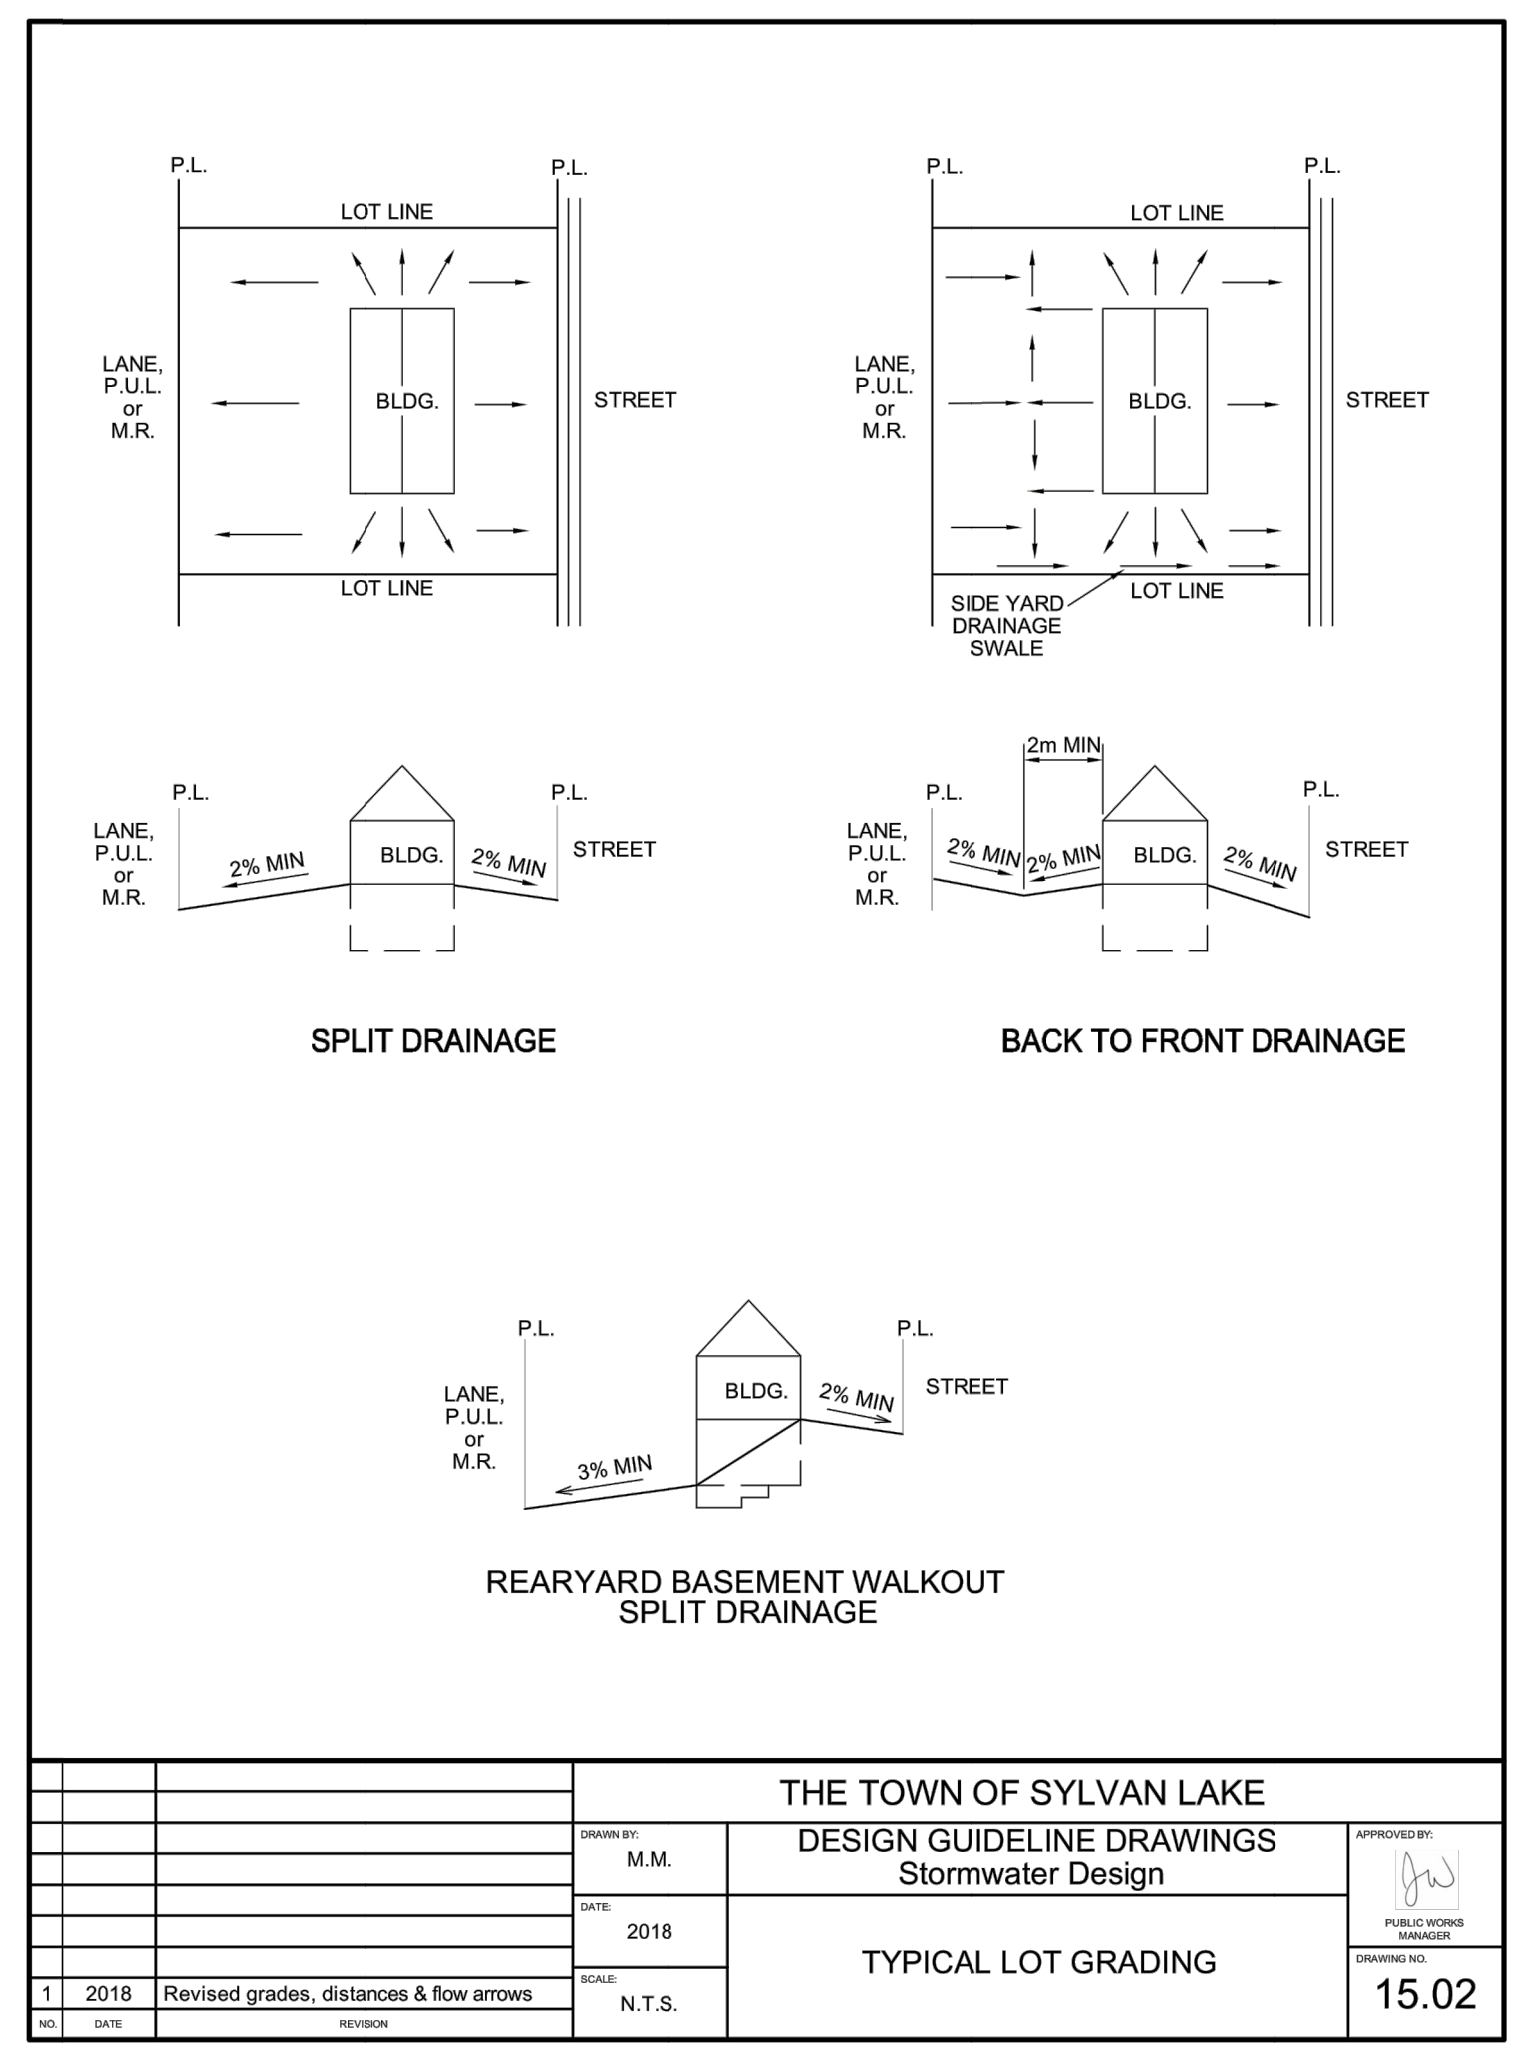 P.L.
P.L.
LOT LINE
LANE,
P.U.L.
or
M.R.
BLDG.
STREET
LOT LINE
P.L.
P.L.
LOT LINE
LANE,
P.U.L.
or
M.R.
BLDG.
STREET
SIDE YARD
DRAINAGE
SWALE
LOT LINE
P.L.
P.L.
LANE,
P.U.L.
or
M.R.
2% MIN
BLDG.
2% MIN
STREET
SPLIT DRAINAGE
2m MIN
P.L.
P.L.
LANE,
P.U.L.
or
M.R.
2% MIN
2% MIN
BLDG.
2% MIN
STREET
BACK TO FRONT DRAINAGE
P.L.
P.L.
LANE,
P.U.L.
or
M.R.
3% MIN
BLDG.
2% MIN
STREET
REARYARD BASEMENT WALKOUT
SPLIT DRAINAGE
1 2018 Revised grades, distances & flow arrows
NO. DATE REVISION
THE TOWN OF SYLVAN LAKE
DRAWN BY:
M.M.
DATE:
2018
SCALE:
N.T.S.
DESIGN GUIDELINE DRAWINGS
Stormwater Design
TYPICAL LOT GRADING
APPROVED BY:
JW
PUBLIC WORKS
MANAGER
DRAWING NO.
15.02